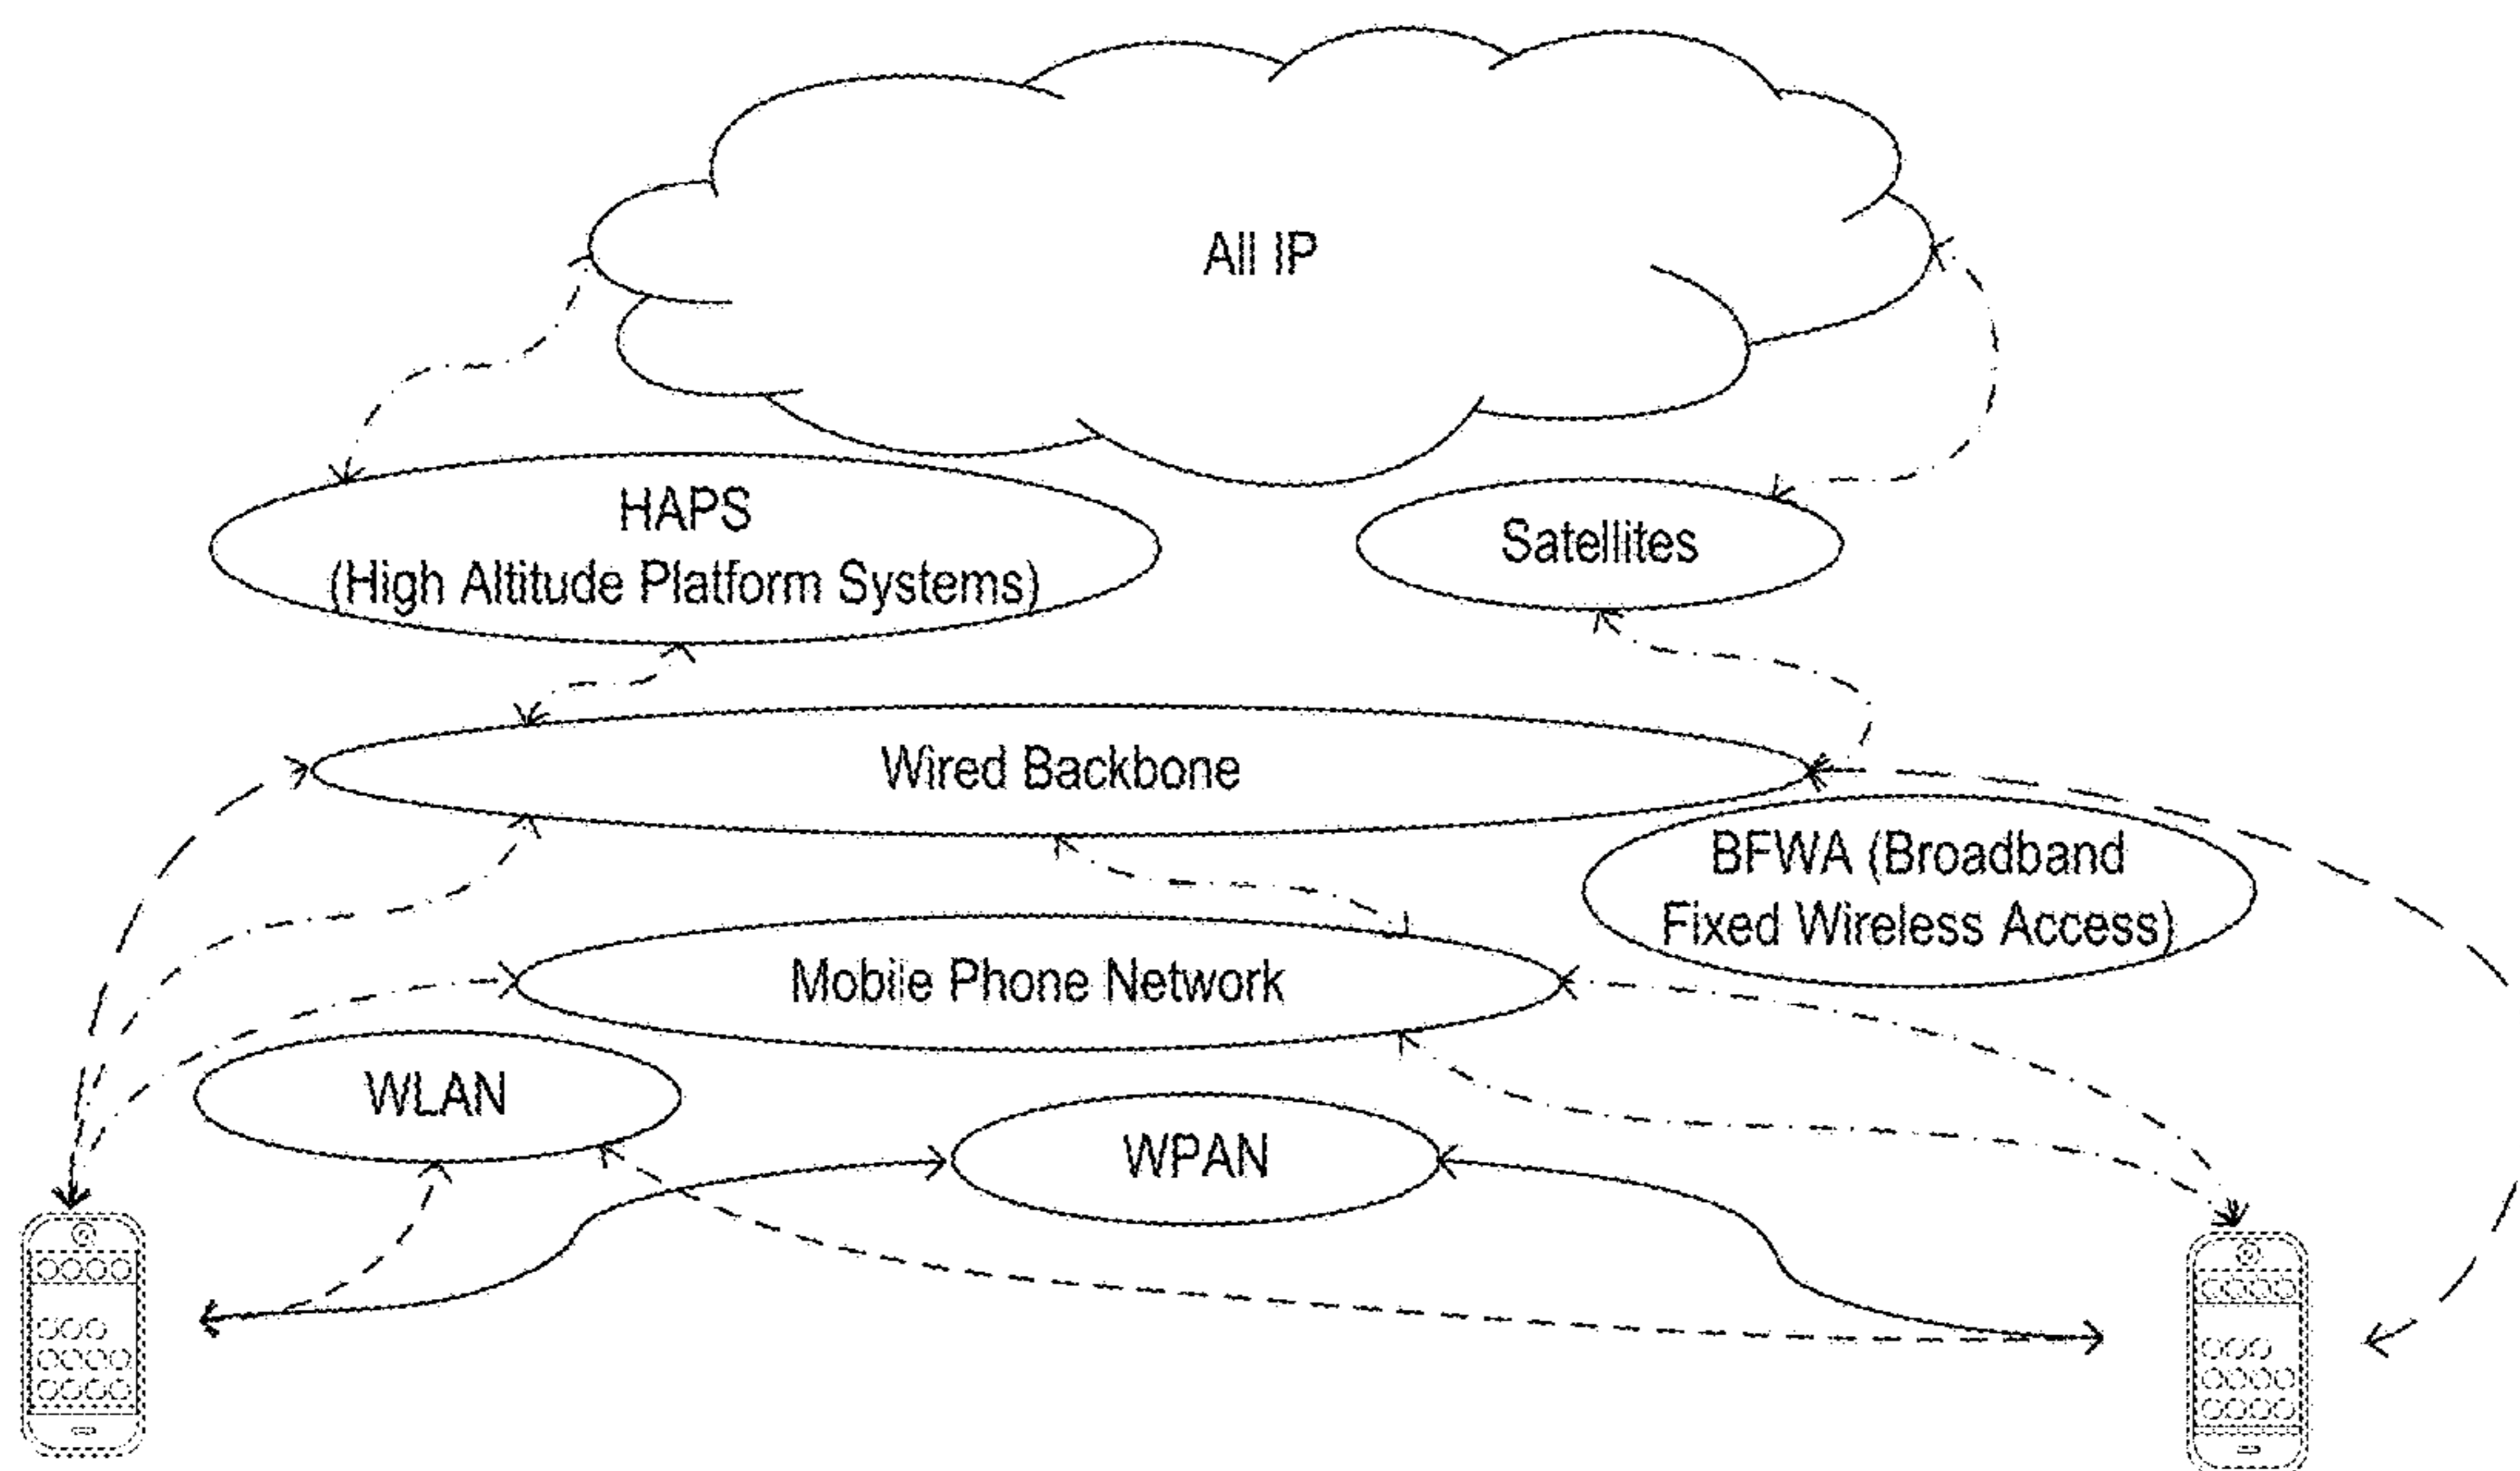 All IP
HAPS
(High Altitude Platform Systems)
Satellites
Wired Backbone
BFWA (Broadband
Fixed Wireless Access)
Mobile Phone Network
WLAN
WPAN